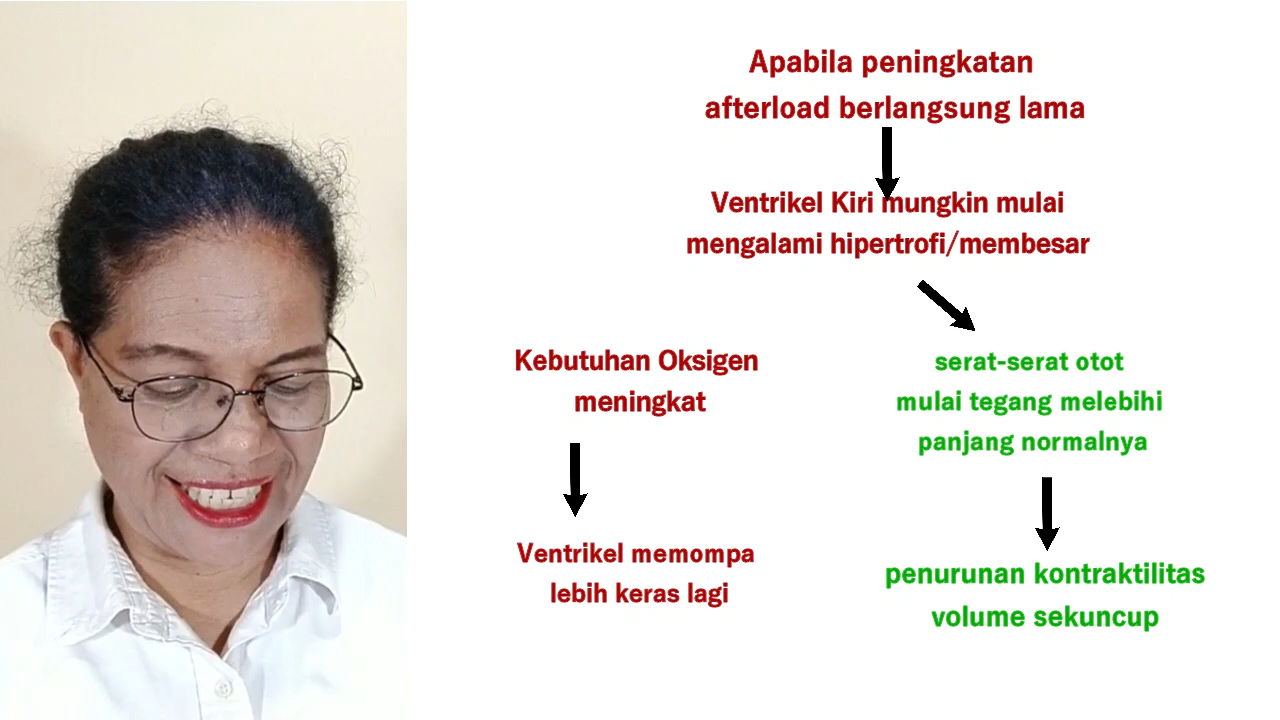 Apabila peningkatan
afterload berlangsung lama
Ventrikel Kiri mungkin mulai
mengalami hipertrofi/membesar
Kebutuhan Oksigen
meningkat
Ventrikel memompa
lebih keras lagi
serat-serat otot
mulai tegang melebihi
panjang normalnya
penurunan kontraktilitas
volume sekuncup